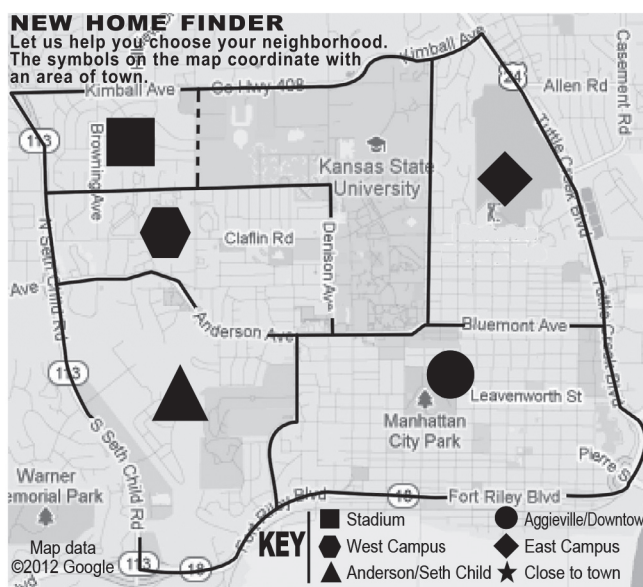 NEW HOME FINDER
Let us help you choose your neighborhood.
The symbols on the map coordinate with
an area of town.
Kimball Ave
Kimball Ave
Co Hwy 408
24
Allen Rd
Casement Rd
113
Browning Ave
Kansas State
University
Tuttle Creek Blvd
N Seth Child Rd
Claflin Rd
Denison Ave
Ave
Anderson Ave
Bluemont Ave
Tuttle Creek Blvd
113
Leavenworth St
Manhattan
City Park
S Seth Child Rd
Pierre S
Warner
emorial Park
Fort Riley Blvd
18
Fort Riley Blvd
Map data
©2012 Google
113
18
KEY
Stadium
Aggieville/Downtow
West Campus
East Campus
Anderson/Seth Child
Close to town